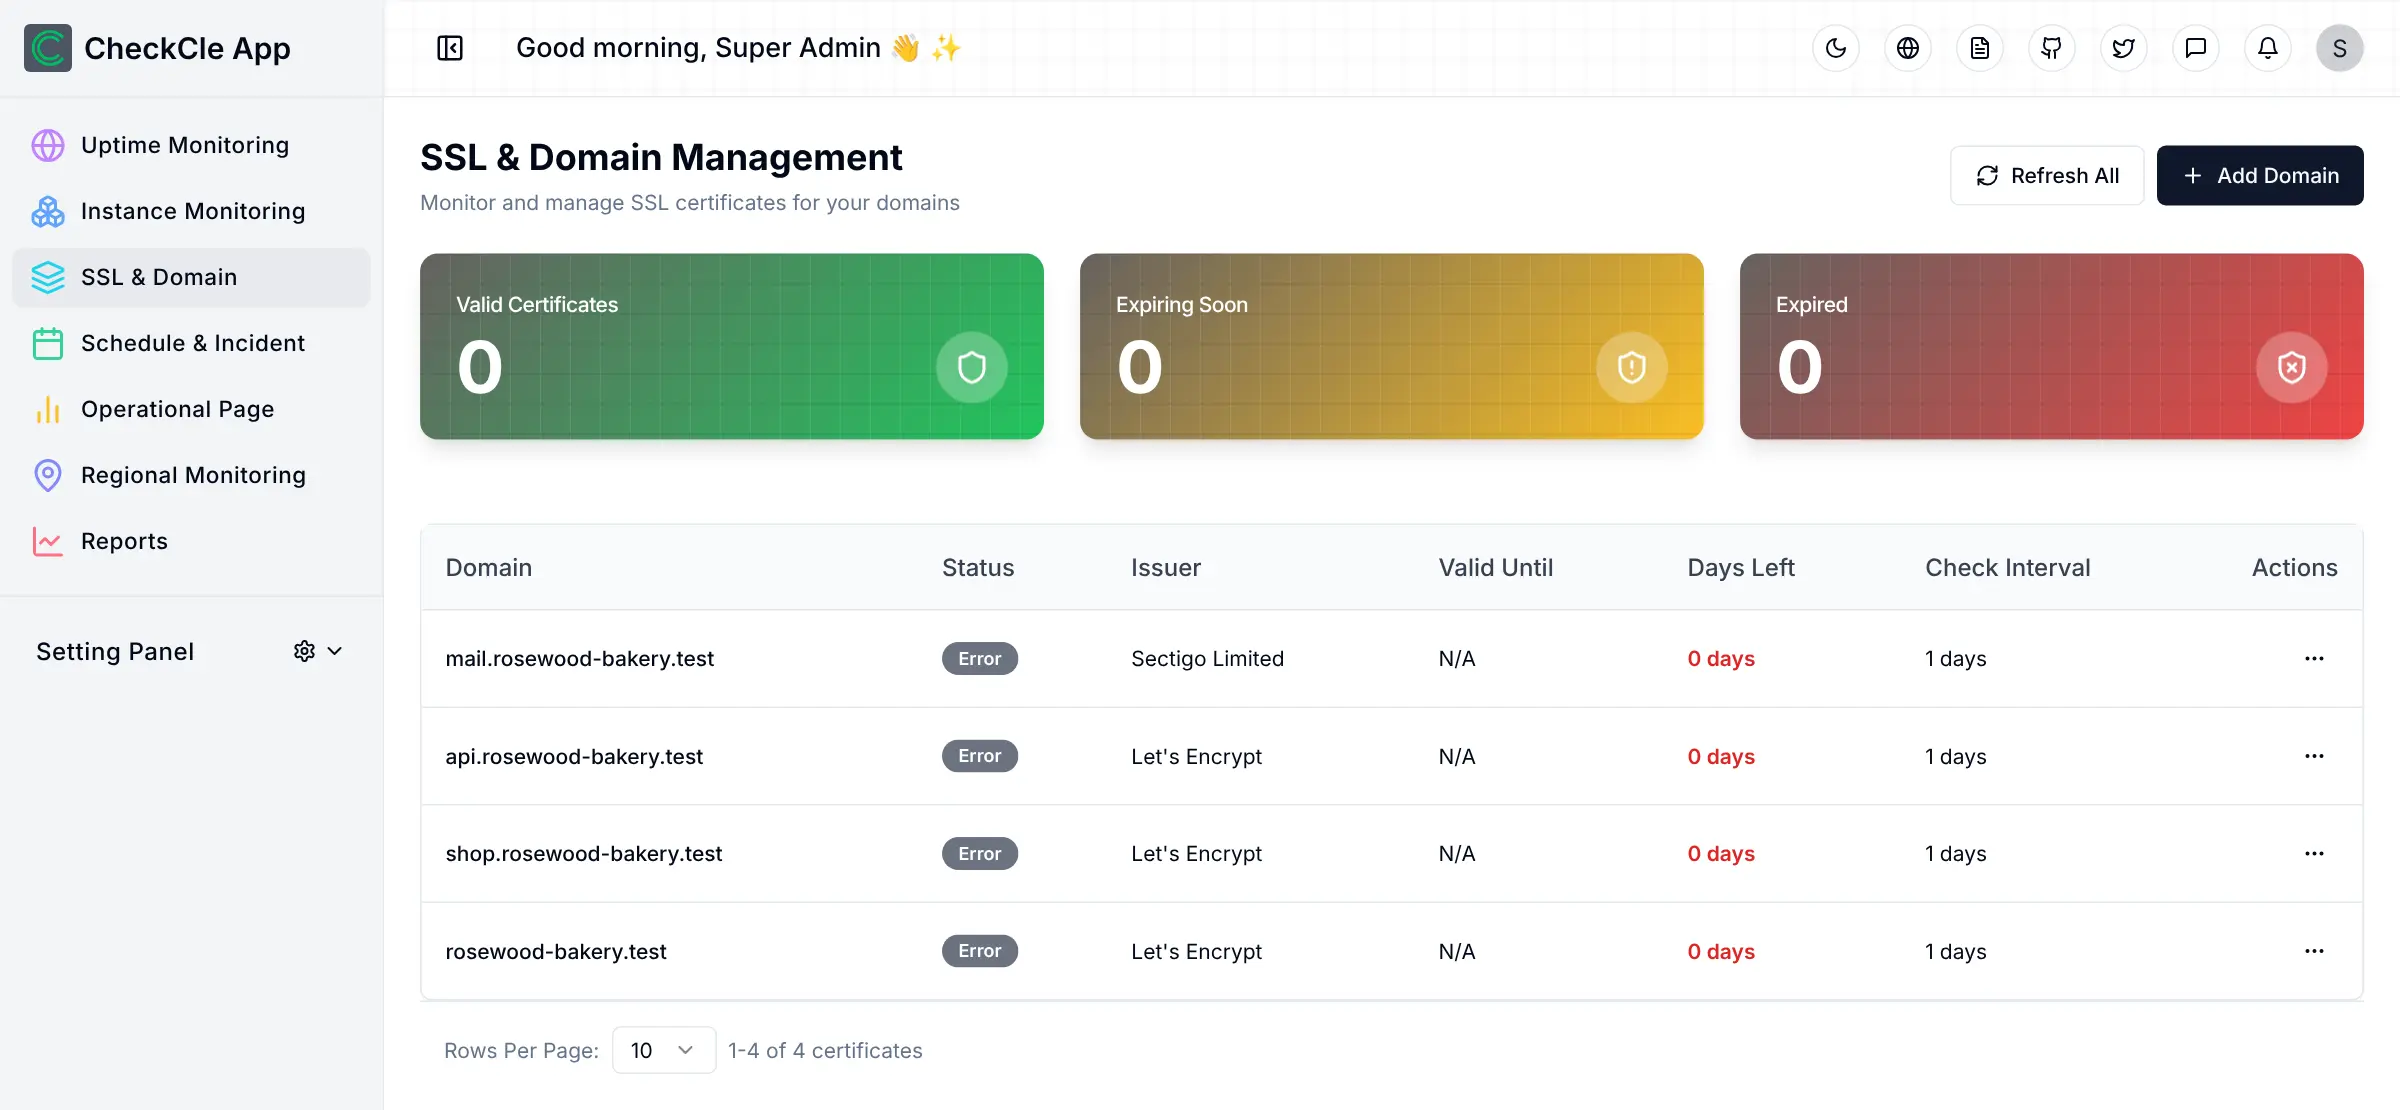 CheckCle App
Good morning, Super Admin 👋 ✨
S
Uptime Monitoring
Instance Monitoring
SSL & Domain
Schedule & Incident
Operational Page
Regional Monitoring
Reports
Setting Panel
SSL & Domain Management
Monitor and manage SSL certificates for your domains
Refresh All
Add Domain
Valid Certificates
0
Expiring Soon
0
Expired
0
Domain Status Issuer Valid Until Days Left Check Interval Actions
mail.rosewood-bakery.test Error Sectigo Limited N/A 0 days 1 days
api.rosewood-bakery.test Error Let's Encrypt N/A 0 days 1 days
shop.rosewood-bakery.test Error Let's Encrypt N/A 0 days 1 days
rosewood-bakery.test Error Let's Encrypt N/A 0 days 1 days
Rows Per Page: 10 1-4 of 4 certificates